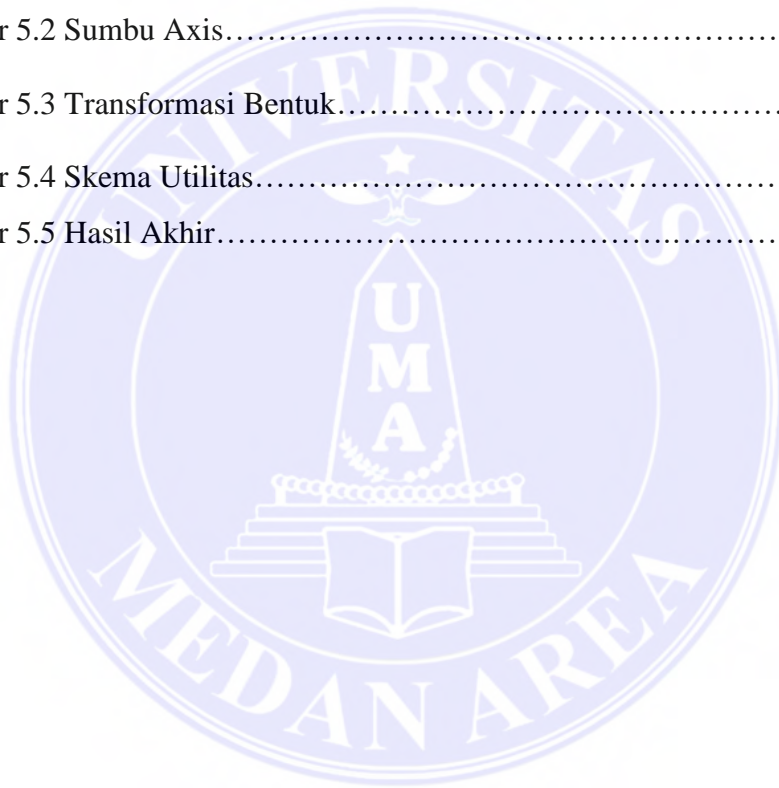 r 5.2 Sumbu Axis……………………………………………………
r 5.3 Transformasi Bentuk…………………………………………
r 5.4 Skema Utilitas…………………………………………………
r 5.5 Hasil Akhir……………………………………………………
UNIVERSITAS
UMA
MEDAN AREA